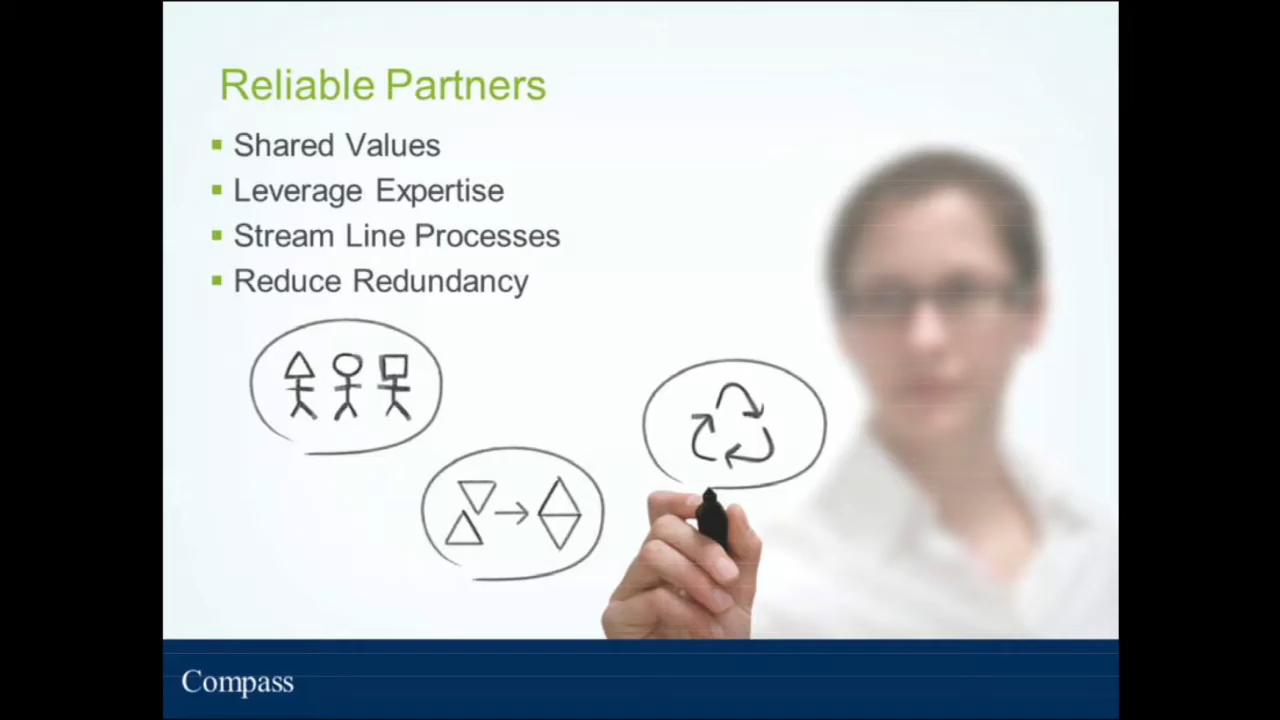 Reliable Partners
Shared Values
Leverage Expertise
Stream Line Processes
Reduce Redundancy
Compass